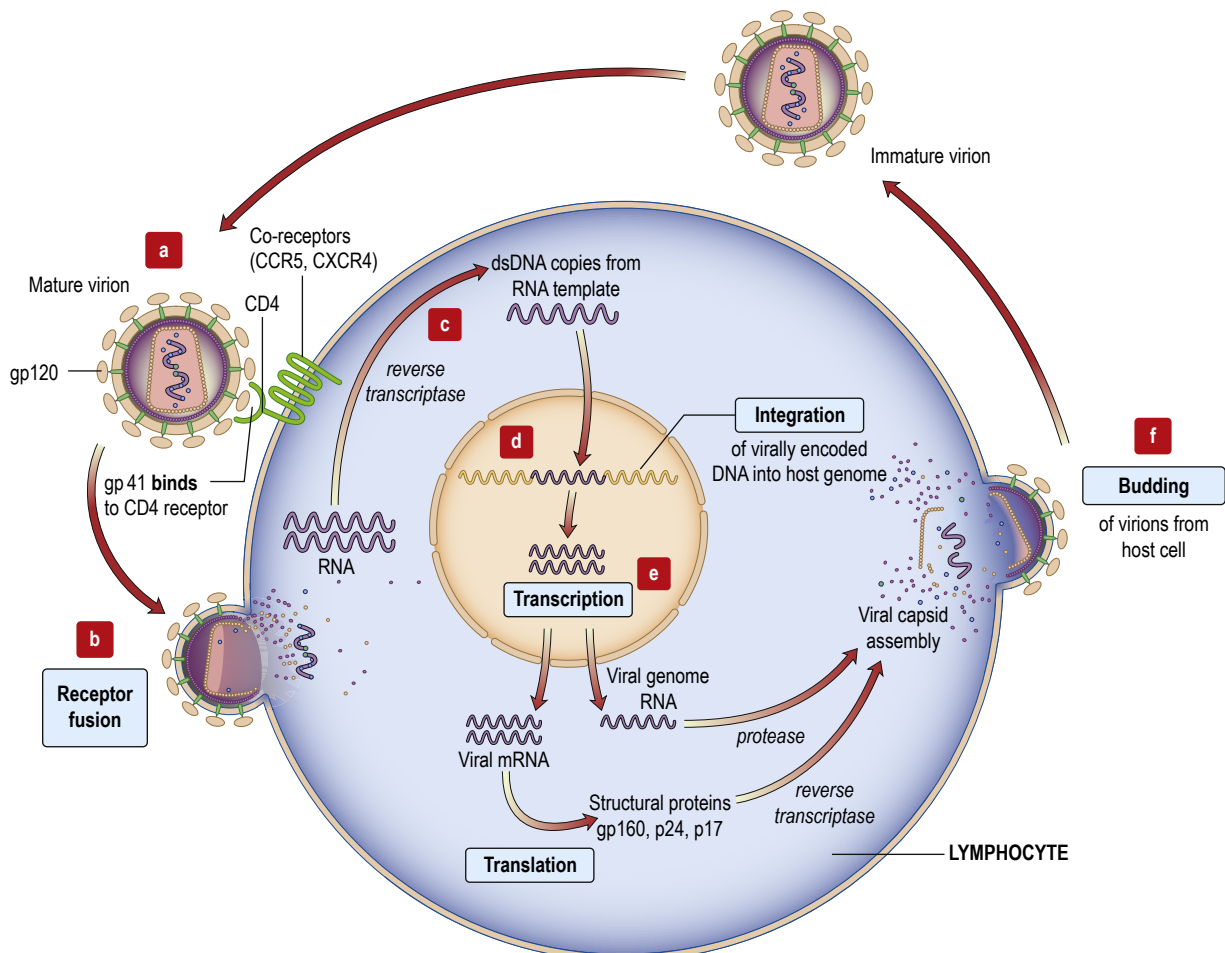 Immature virion
a
Mature virion
Co-receptors
(CCR5, CXCR4)
CD4
gp120
gp 41 binds
to CD4 receptor
b
Receptor
fusion
c
reverse
transcriptase
dsDNA copies from
RNA template
RNA
d
Integration
of virally encoded
DNA into host genome
e
Transcription
Viral genome
RNA
Viral mRNA
protease
Structural proteins
gp160, p24, p17
reverse
transcriptase
Translation
Viral capsid
assembly
f
Budding
of virions from
host cell
LYMPHOCYTE